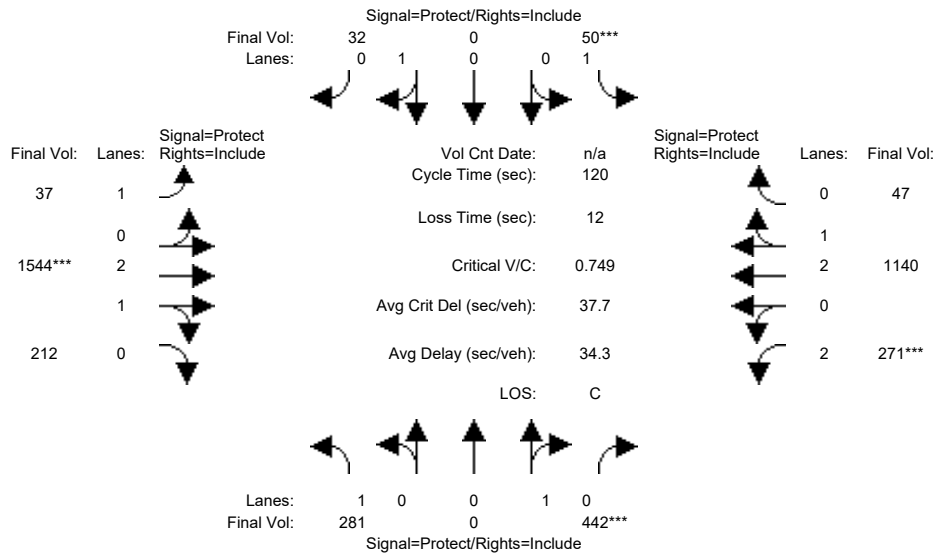 Signal=Protect/Rights=Include
Final Vol: 32 0 50***
Lanes: 0 1 0 0 1
Signal=Protect
Final Vol: Lanes: Rights=Include
Vol Cnt Date: n/a
Signal=Protect
Rights=Include Lanes: Final Vol:
Cycle Time (sec): 120
37 1
0 47
Loss Time (sec): 12
0
1
1544*** 2
Critical V/C: 0.749
2 1140
1
Avg Crit Del (sec/veh): 37.7
0
212 0
Avg Delay (sec/veh): 34.3
2 271***
LOS: C
Lanes: 1 0 0 1 0
Final Vol: 281 0 442***
Signal=Protect/Rights=Include